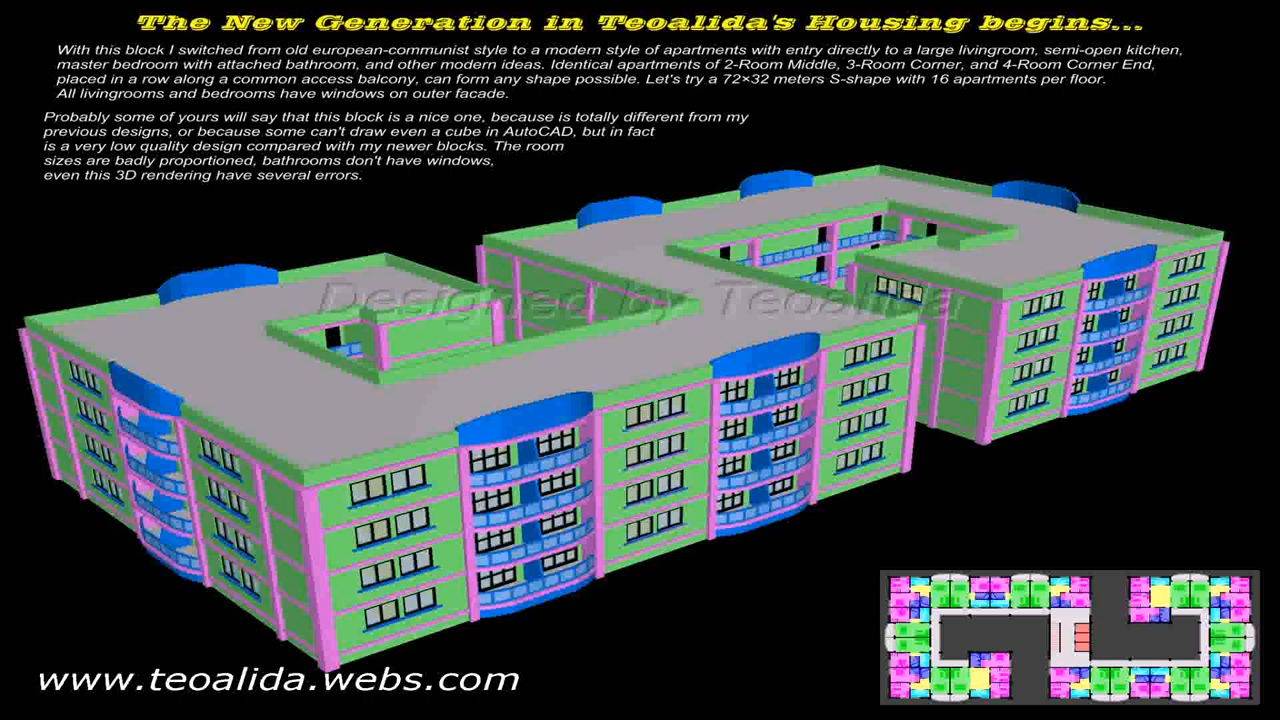 The New Generation in Teoalida's Housing begins...
With this block I switched from old european-communist style to a modern style of apartments with entry directly to a large livingroom, semi-open kitchen,
master bedroom with attached bathroom, and other modern ideas. Identical apartments of 2-Room Middle, 3-Room Corner, and 4-Room Corner End,
placed in a row along a common access balcony, can form any shape possible. Let's try a 72×32 meters S-shape with 16 apartments per floor.
All livingrooms and bedrooms have windows on outer facade.
Probably some of yours will say that this block is a nice one, because is totally different from my
previous designs, or because some can't draw even a cube in AutoCAD, but in fact
is a very low quality design compared with my newer blocks. The room
sizes are badly proportioned, bathrooms don't have windows,
even this 3D rendering have several errors.
Designed by Teoalida
www.teoalida.webs.com